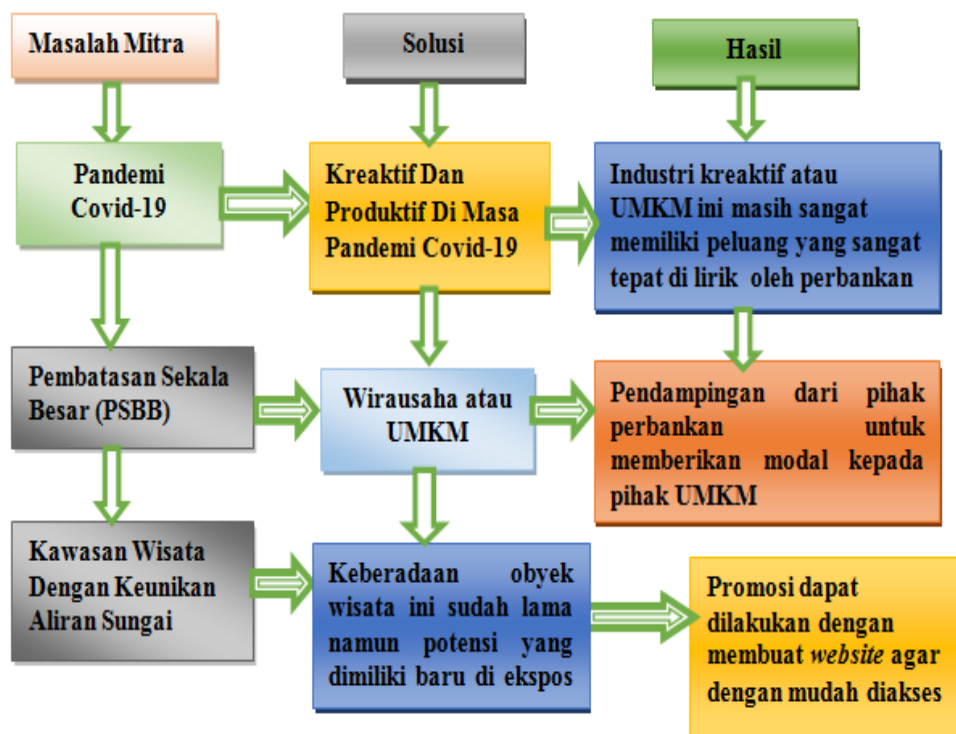 Masalah Mitra
Solusi
Hasil
Pandemi
Covid-19
Kreaktif Dan
Produktif Di Masa
Pandemi Covid-19
Industri kreaktif atau
UMKM ini masih sangat
memiliki peluang yang sangat
tepat di lirik oleh perbankan
Pembatasan Sekala
Besar (PSBB)
Wirausaha atau
UMKM
Pendampingan dari pihak
perbankan untuk
memberikan modal kepada
pihak UMKM
Kawasan Wisata
Dengan Keunikan
Aliran Sungai
Keberadaan obyek
wisata ini sudah lama
namun potensi yang
dimiliki baru di ekspos
Promosi dapat
dilakukan dengan
membuat website agar
dengan mudah diakses